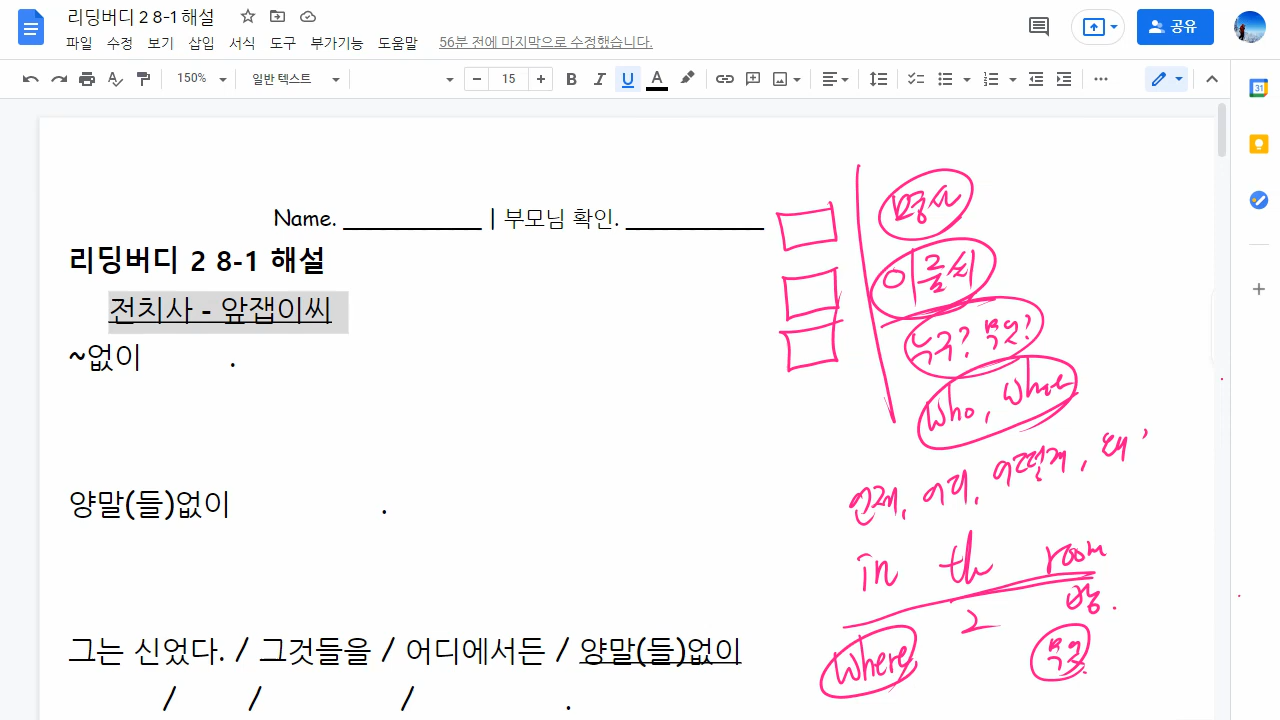 리딩버디 2 8-1 해설
파일 수정 보기 삽입 서식 도구 부가기능 도움말 56분 전에 마지막으로 수정했습니다.
공유
150% 일반 텍스트 15 B I U A
31
Name. __________ | 부모님 확인. __________
리딩버디 2 8-1 해설
전치사 - 앞잽이씨
~없이 .
양말(들)없이 .
그는 신었다. / 그것들을 / 어디에서든 / 양말(들)없이
/ / / .
명사
이름씨
누구? 무엇?
who, what
언제, 어디, 어떻게, 왜
in the room
방.
where 무엇